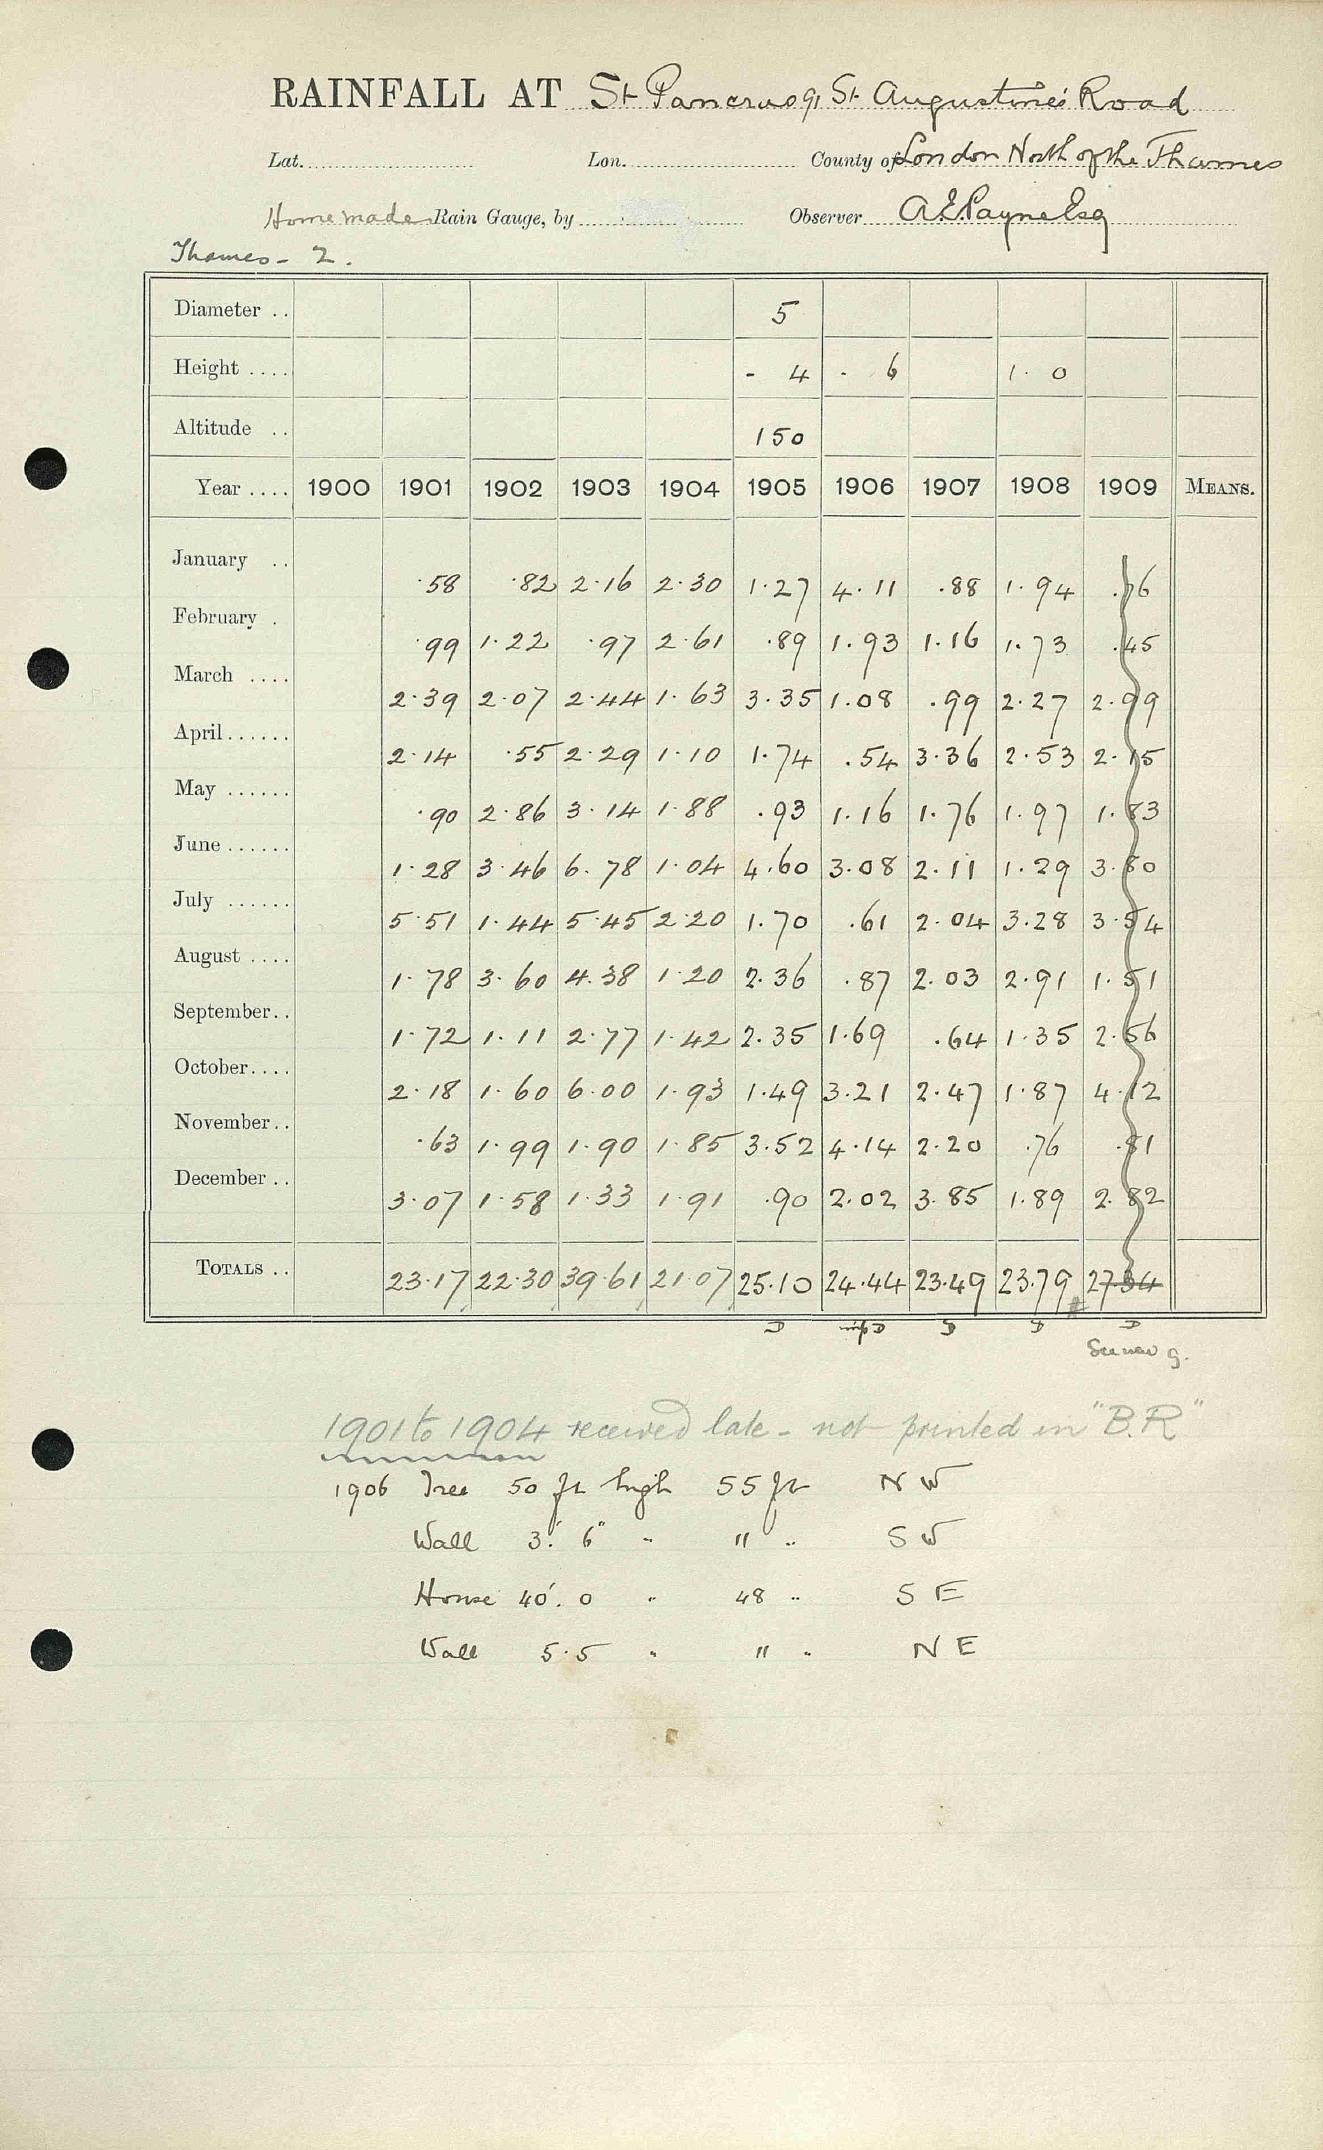 RAINFALL AT St Pancras 91 St. Augustine's Road
Lat. Lon. County of London North of the Thames
Home made Rain Gauge, by Observer A.E. Payne Esq
Thames - 2.
Diameter .. 5
Height .... - 4 - 6 1. 0
Altitude .. 150
Year .... 1900 1901 1902 1903 1904 1905 1906 1907 1908 1909 MEANS.
January .. .58 .82 2.16 2.30 1.27 4.11 .88 1.94 .76
February . .99 1.22 .97 2.61 .89 1.93 1.16 1.73 .45
March .... 2.39 2.07 2.44 1.63 3.35 1.08 .99 2.27 2.99
April...... 2.14 .55 2.29 1.10 1.74 .54 3.36 2.53 2.15
May ...... .90 2.86 3.14 1.88 .93 1.16 1.76 1.97 1.83
June ...... 1.28 3.46 6.78 1.04 4.60 3.08 2.11 1.29 3.80
July ...... 5.51 1.44 5.45 2.20 1.70 .61 2.04 3.28 3.54
August .... 1.78 3.60 4.38 1.20 2.36 .87 2.03 2.91 1.51
September.. 1.72 1.11 2.77 1.42 2.35 1.69 .64 1.35 2.56
October.... 2.18 1.60 6.00 1.93 1.49 3.21 2.47 1.87 4.12
November.. .63 1.99 1.90 1.85 3.52 4.14 2.20 .76 .81
December .. 3.07 1.58 1.33 1.91 .90 2.02 3.85 1.89 2.82
TOTALS .. 23.17 22.30 39.61 21.07 25.10 24.44 23.49 23.79 27.34
D D D D D
1901 to 1904 received late - not printed in "B.R"
1906 Tree 50 ft high 55 ft N W
Wall 3' 6" " 11 " S W
House 40'. 0 " 48 " S E
Wall 5.5 " 11 " N E